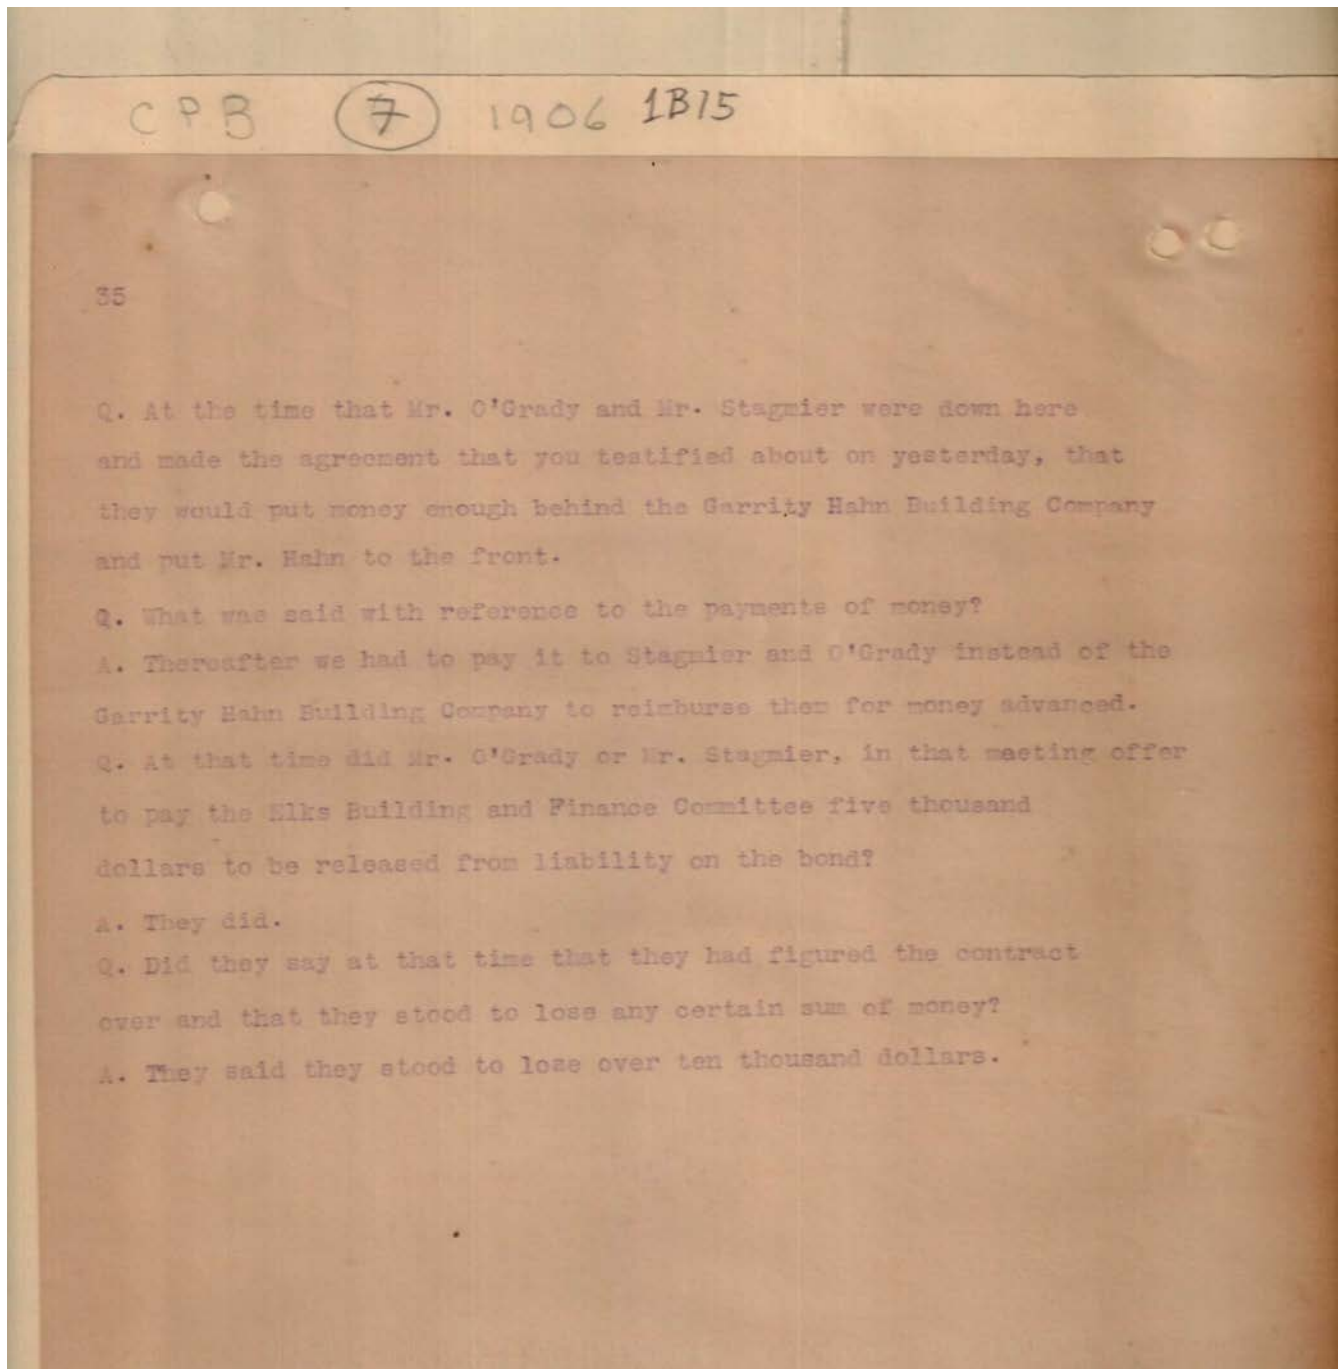 CPB 7 1906 1B15
35
Q. At the time that Mr. O'Grady and Mr. Stagmier were down here
and made the agreement that you testified about on yesterday, that
they would put money enough behind the Garrity Hahn Building Company
and put Mr. Hahn to the front.
Q. What was said with reference to the payments of money?
A. Thereafter we had to pay it to Stagmier and O'Grady instead of the
Garrity Hahn Building Company to reimburse them for money advanced.
Q. At that time did Mr. O'Grady or Mr. Stagmier, in that meeting offer
to pay the Elks Building and Finance Committee five thousand
dollars to be released from liability on the bond?
A. They did.
Q. Did they say at that time that they had figured the contract
over and that they stood to lose any certain sum of money?
A. They said they stood to lose over ten thousand dollars.